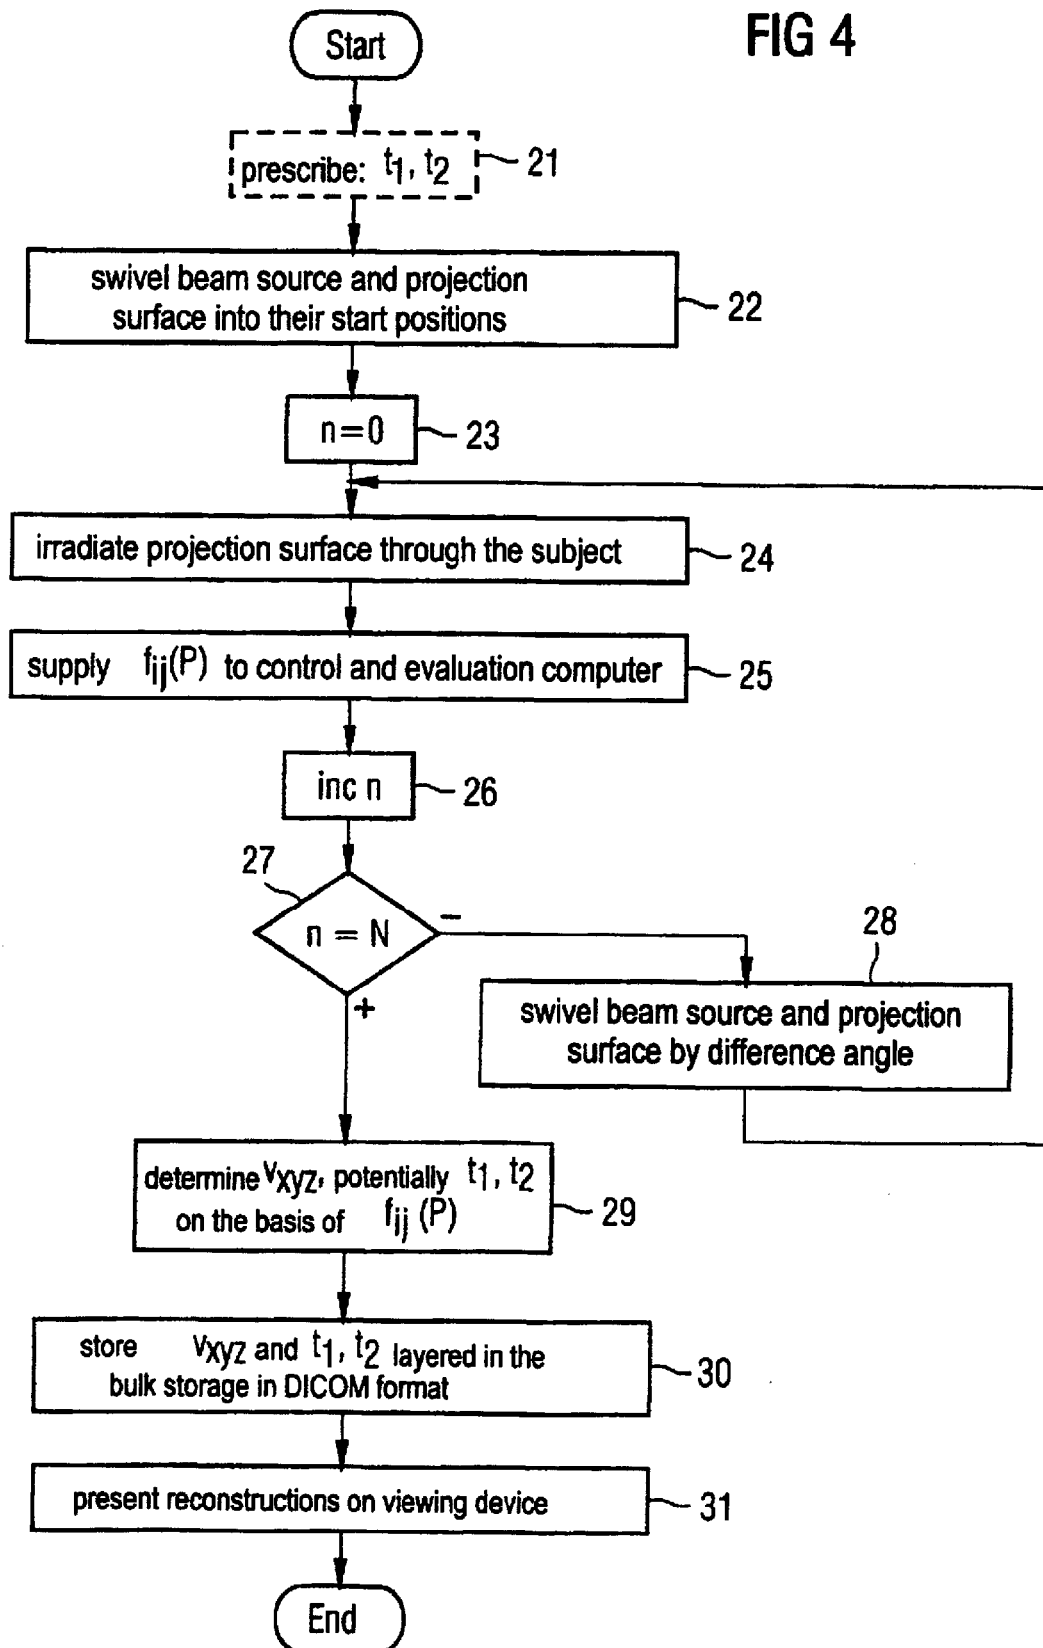 FIG 4
Start
prescribe: t1, t2
21
swivel beam source and projection
surface into their start positions
22
n=0
23
irradiate projection surface through the subject
24
supply fij(P) to control and evaluation computer
25
inc n
26
27
n = N
−
+
28
swivel beam source and projection
surface by difference angle
determine vxyz, potentially t1, t2
on the basis of fij (P)
29
store vxyz and t1, t2 layered in the
bulk storage in DICOM format
30
present reconstructions on viewing device
31
End